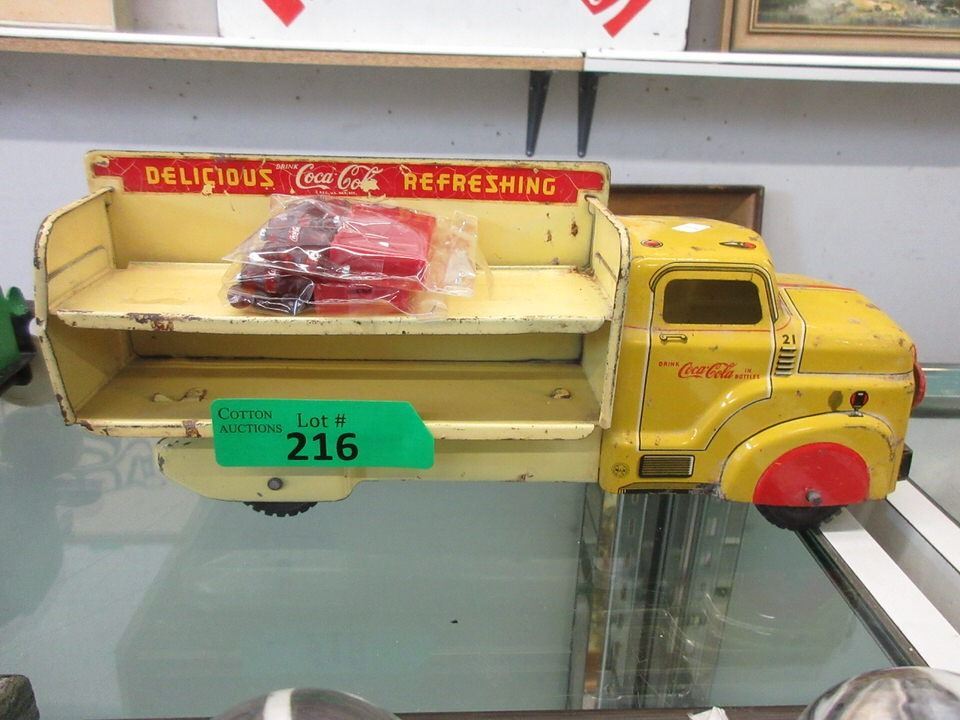 DELICIOUS DRINK Coca-Cola REFRESHING
21
DRINK Coca-Cola IN BOTTLES
COTTON AUCTIONS
Lot #
216